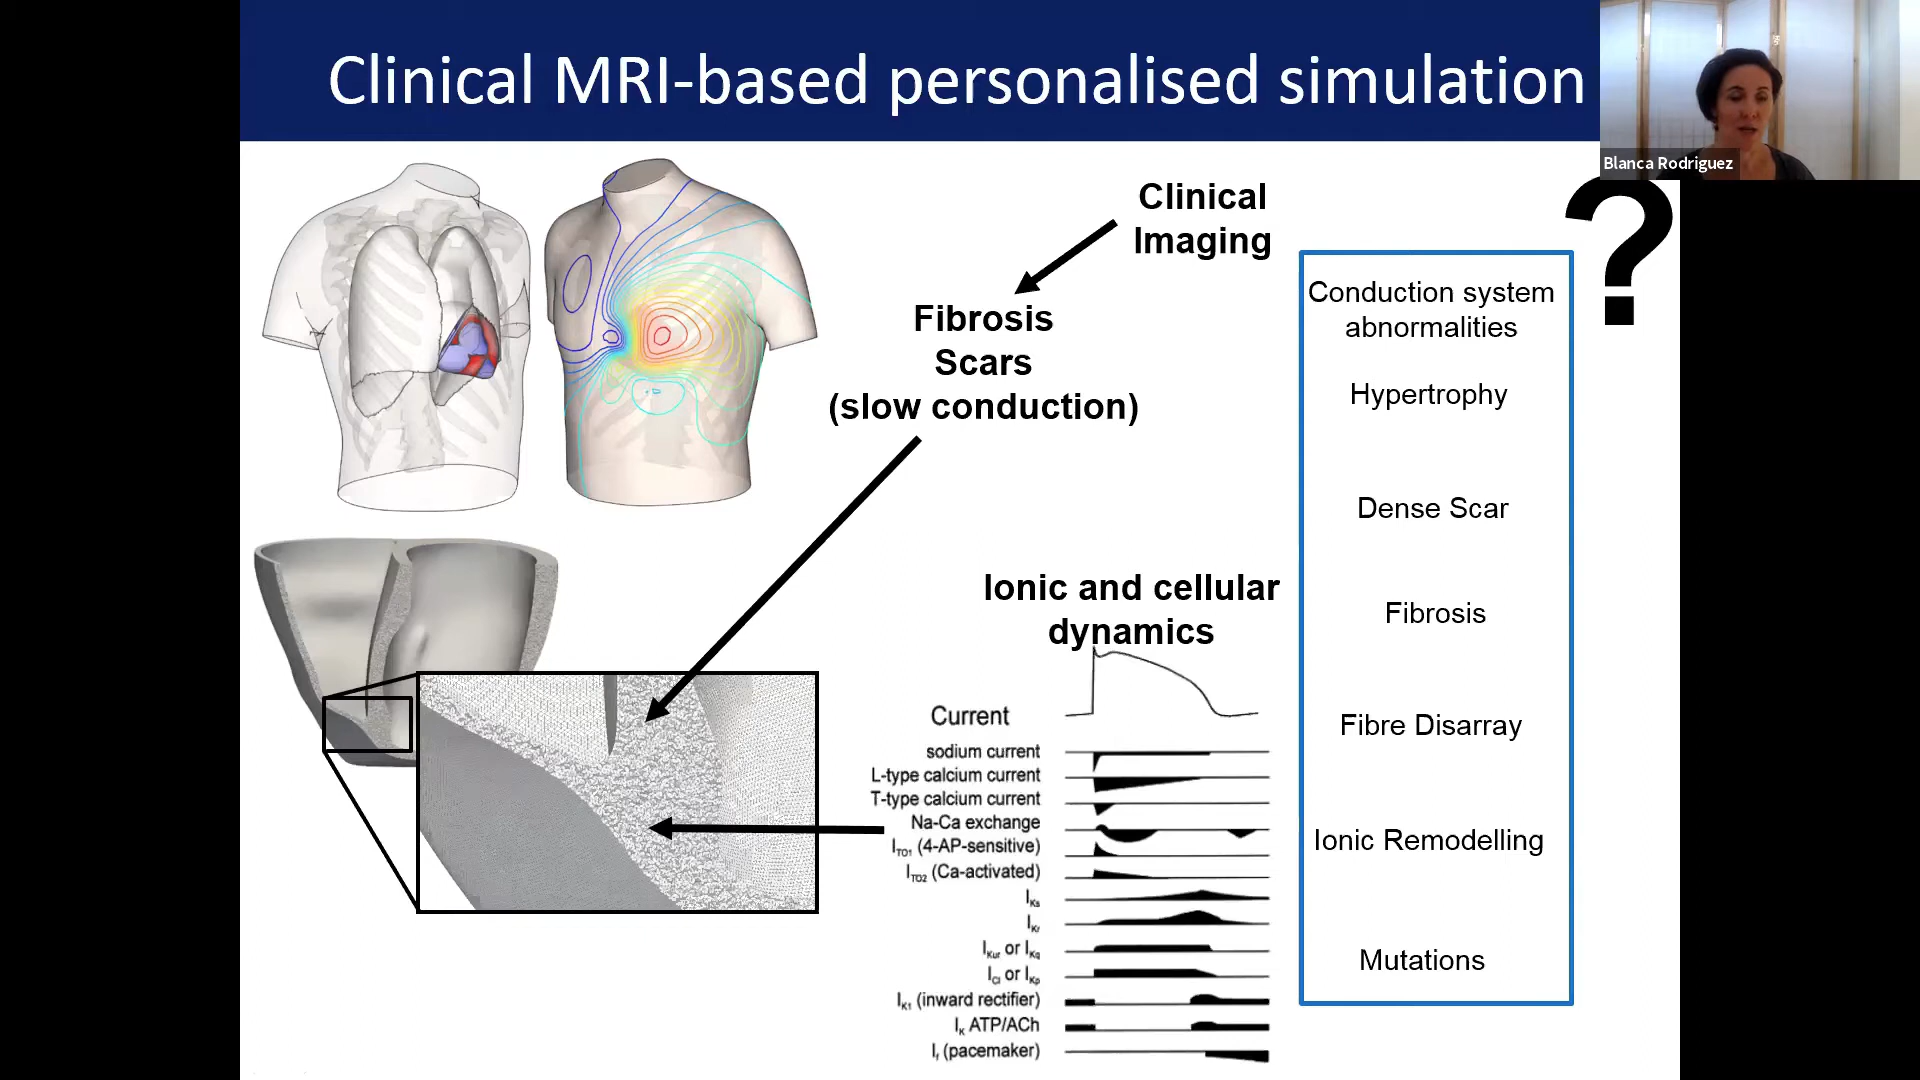 Clinical MRI-based personalised simulation
Blanca Rodriguez
Clinical
Imaging
?
Fibrosis
Scars
(slow conduction)
Ionic and cellular
dynamics
Current
sodium current
L-type calcium current
T-type calcium current
Na-Ca exchange
I_TO1 (4-AP-sensitive)
I_TO2 (Ca-activated)
I_Ks
I_Kr
I_Kur or I_Kq
I_Cl or I_Kp
I_K1 (inward rectifier)
I_K ATP/ACh
I_f (pacemaker)
Conduction system
abnormalities
Hypertrophy
Dense Scar
Fibrosis
Fibre Disarray
Ionic Remodelling
Mutations